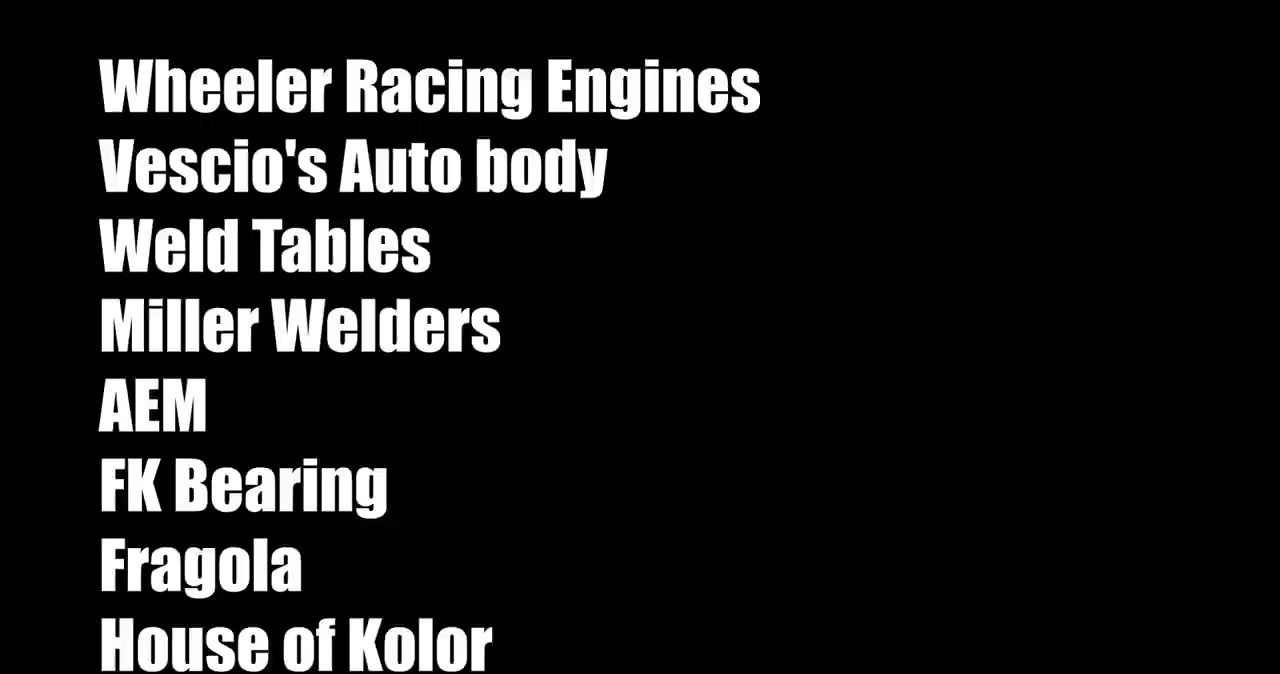 Wheeler Racing Engines
Vescio's Auto body
Weld Tables
Miller Welders
AEM
FK Bearing
Fragola
House of Kolor